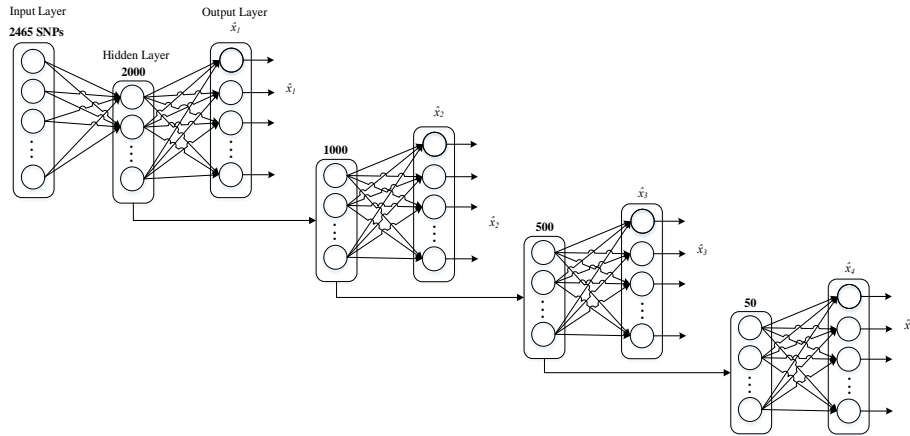 Input Layer
2465 SNPs
Hidden Layer
2000
Output Layer
x̂1
x̂1
1000
x̂2
x̂2
500
x̂3
x̂3
50
x̂4
x̂